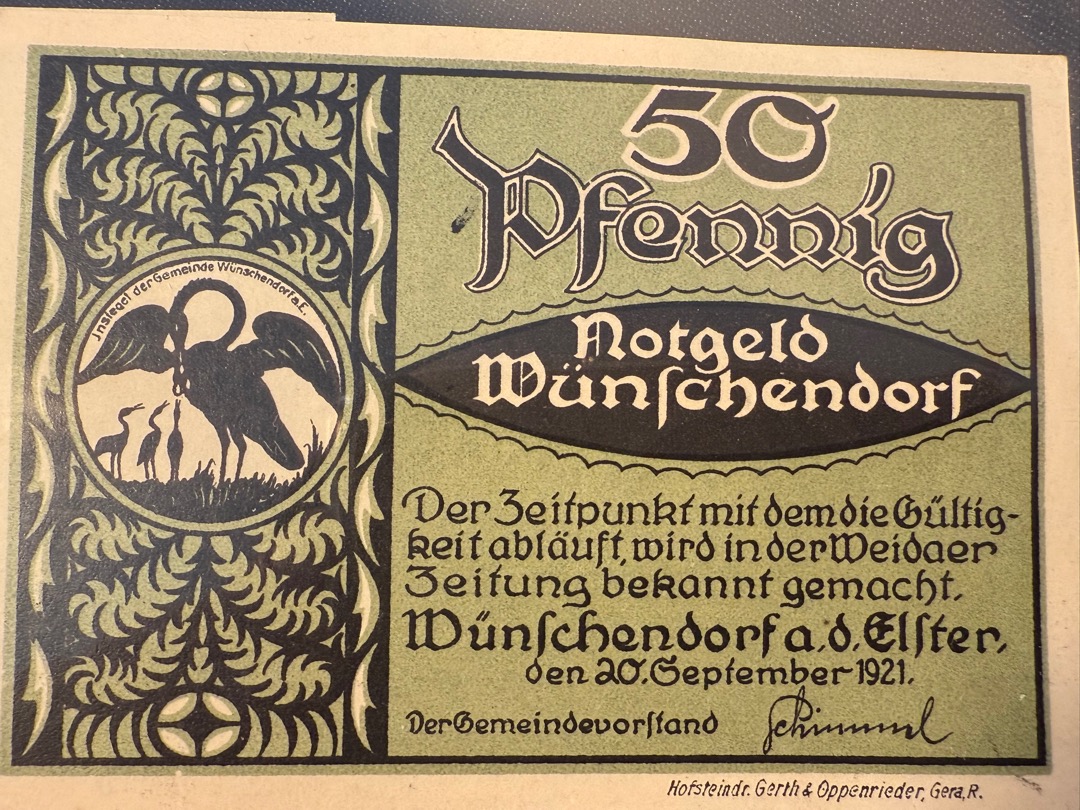 50
Pfennig
Insiegel der Gemeinde Wünschendorf a.E.
Notgeld
Wünschendorf
Der Zeitpunkt mit dem die Gültig-
keit abläuft, wird in der Weidaer
Zeitung bekannt gemacht.
Wünschendorf a.d. Elster,
den 20. September 1921.
Der Gemeindevorstand Schimmel
Hofsteindr. Gerth & Oppenrieder, Gera, R.